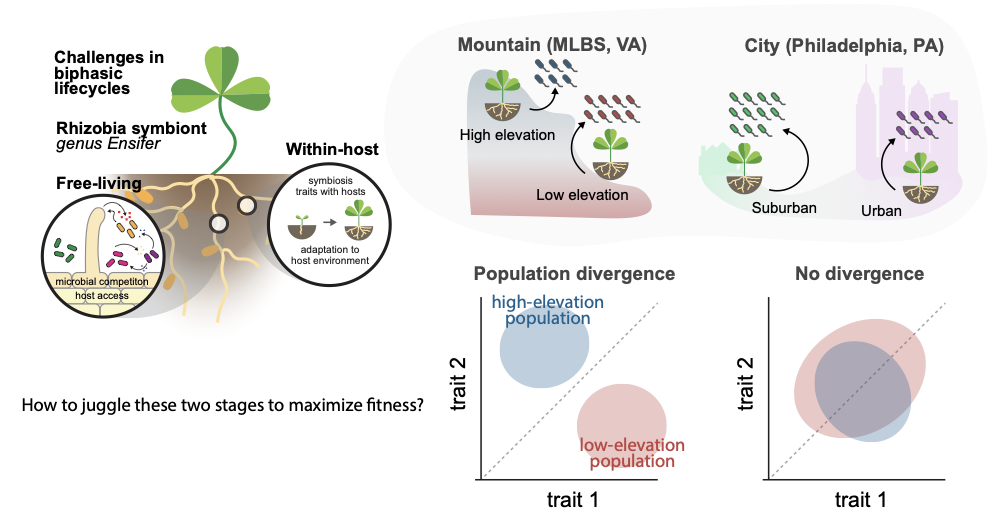 Challenges in
biphasic
lifecycles
Rhizobia symbiont
genus Ensifer
Free-living
microbial competiton
host access
Within-host
symbiosis
traits with hosts
adaptation to
host environment
How to juggle these two stages to maximize fitness?
Mountain (MLBS, VA)
High elevation
Low elevation
City (Philadelphia, PA)
Suburban
Urban
Population divergence
high-elevation
population
low-elevation
population
trait 2
trait 1
No divergence
trait 2
trait 1